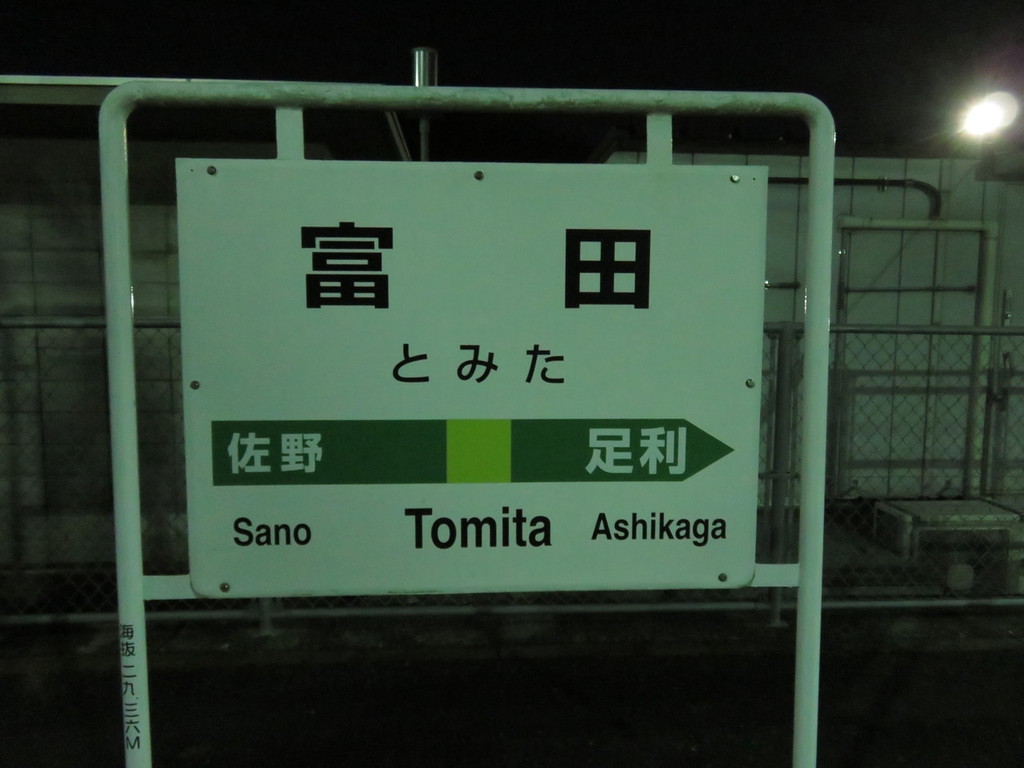 富田
とみた
佐野 足利
Sano Tomita Ashikaga
海抜二九.三六M